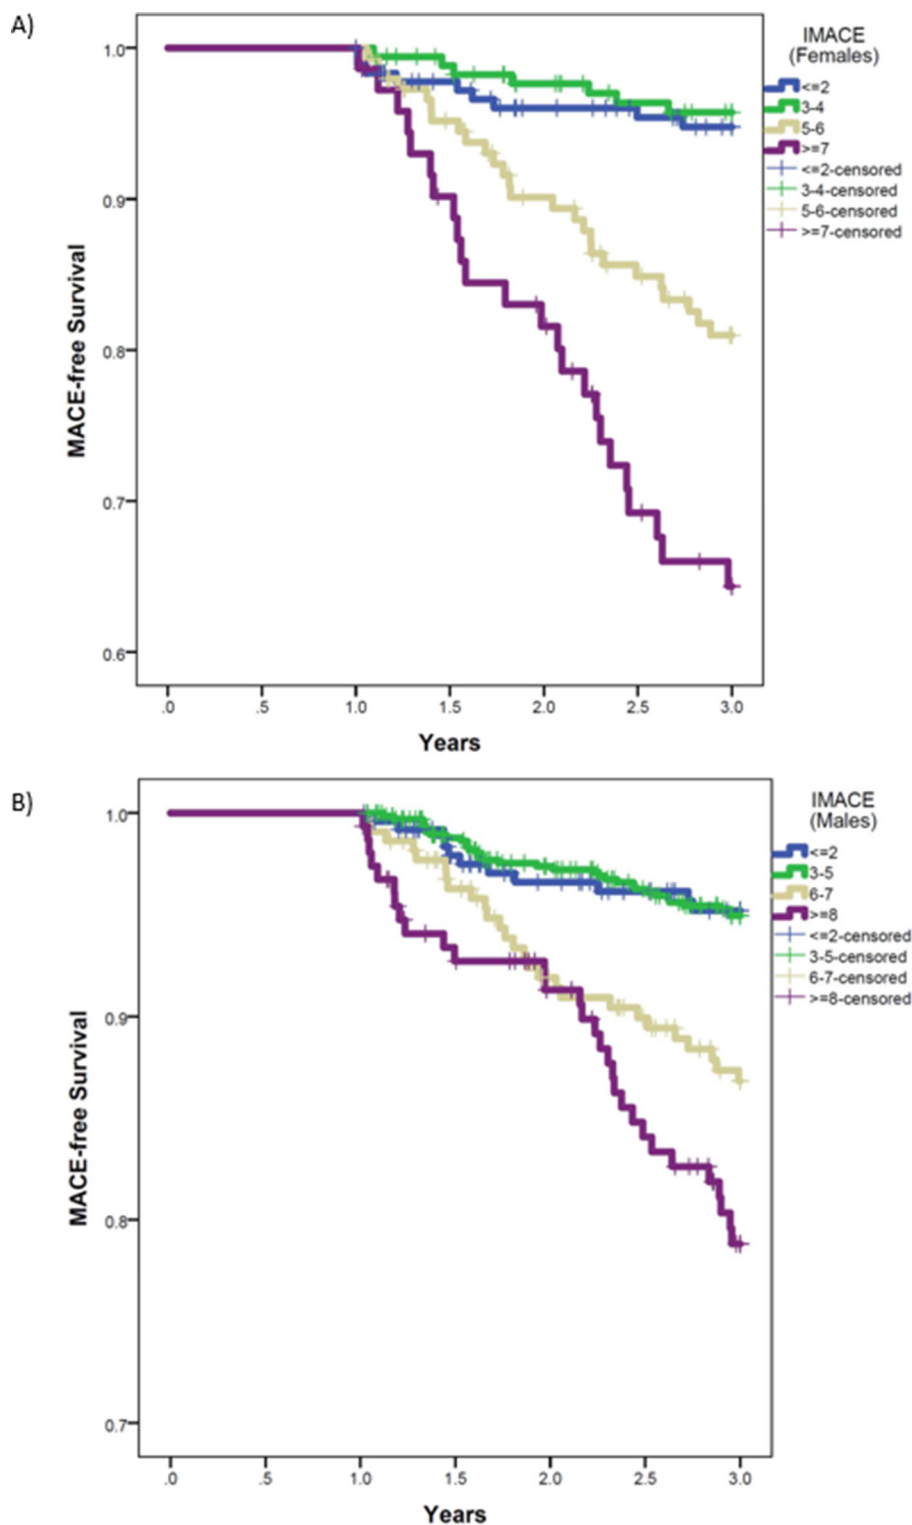 A)
IMACE
(Females)
<=2
3-4
5-6
>=7
<=2-censored
3-4-censored
5-6-censored
>=7-censored
MACE-free Survival
1.0
0.9
0.8
0.7
0.6
.0 .5 1.0 1.5 2.0 2.5 3.0
Years
B)
IMACE
(Males)
<=2
3-5
6-7
>=8
<=2-censored
3-5-censored
6-7-censored
>=8-censored
MACE-free Survival
1.0
0.9
0.8
0.7
.0 .5 1.0 1.5 2.0 2.5 3.0
Years